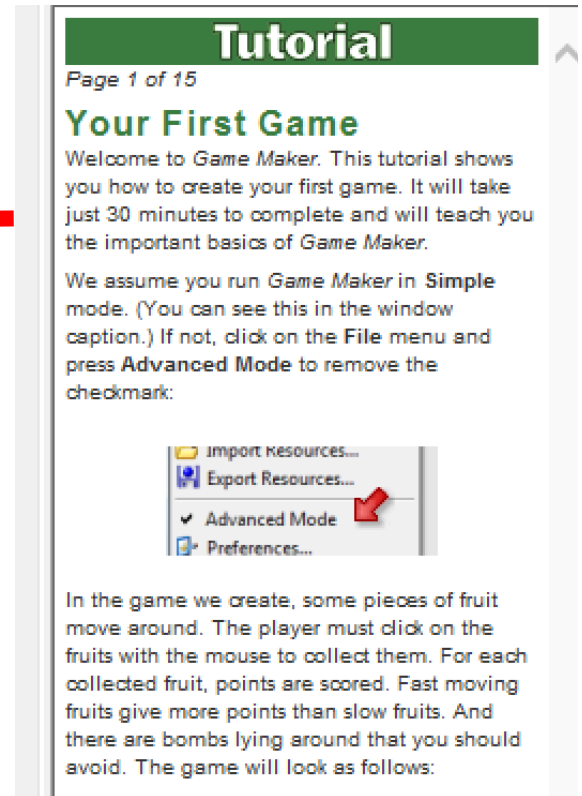 Tutorial
Page 1 of 15
Your First Game
Welcome to Game Maker. This tutorial shows
you how to create your first game. It will take
just 30 minutes to complete and will teach you
the important basics of Game Maker.
We assume you run Game Maker in Simple
mode. (You can see this in the window
caption.) If not, click on the File menu and
press Advanced Mode to remove the
checkmark:
Import Resources...
Export Resources...
Advanced Mode
Preferences...
In the game we create, some pieces of fruit
move around. The player must click on the
fruits with the mouse to collect them. For each
collected fruit, points are scored. Fast moving
fruits give more points than slow fruits. And
there are bombs lying around that you should
avoid. The game will look as follows: